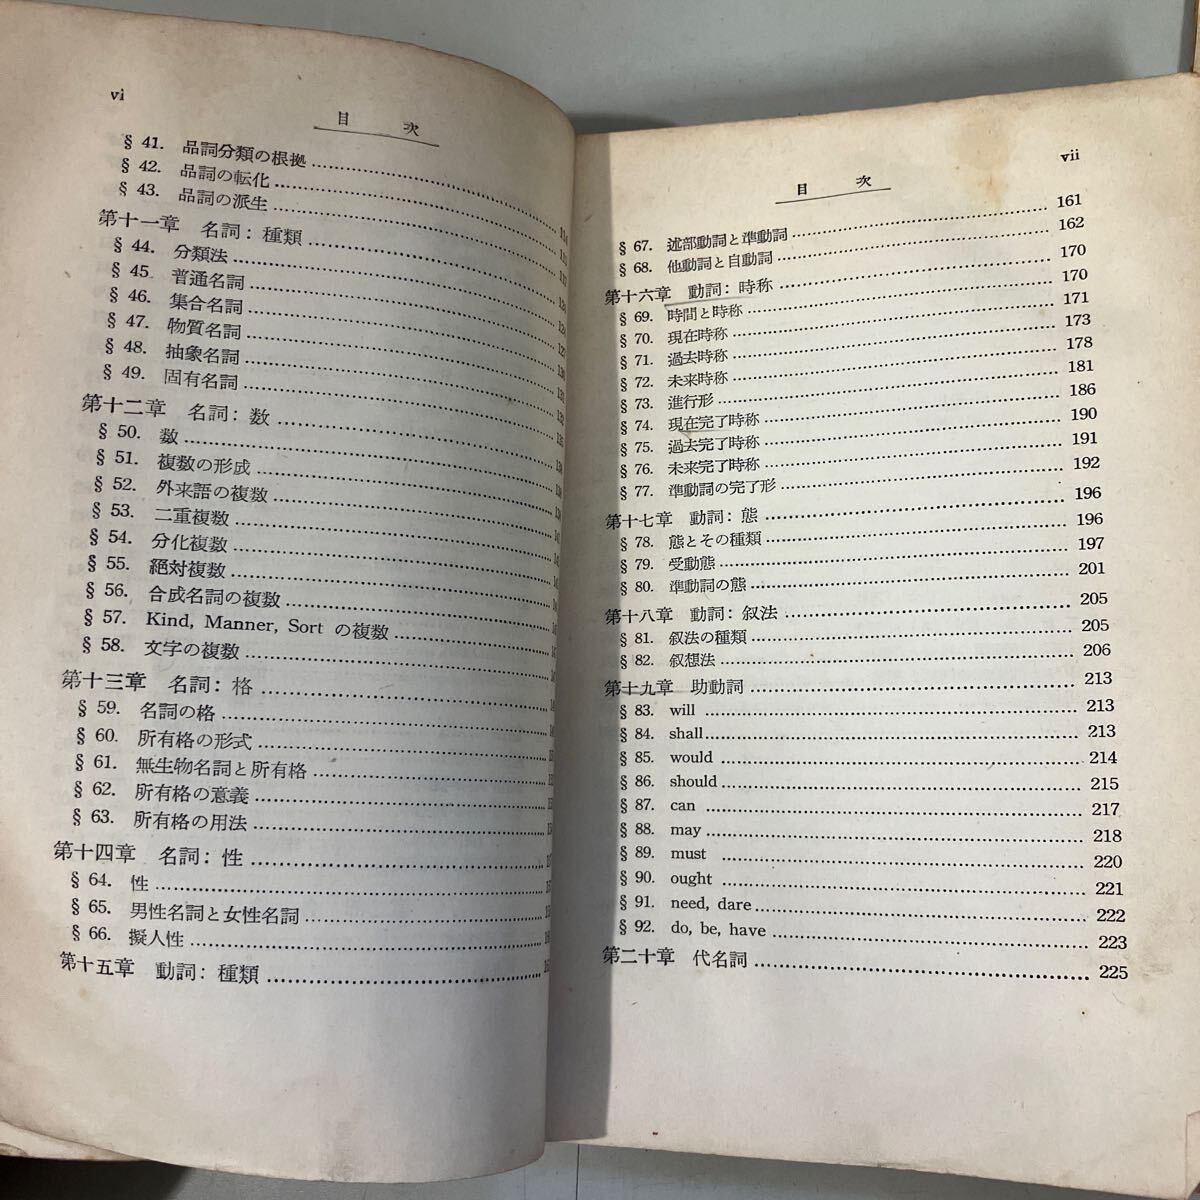 vi
目 次
§ 41. 品詞分類の根拠
§ 42. 品詞の転化
§ 43. 品詞の派生
第十一章 名詞: 種類
§ 44. 分類法
§ 45. 普通名詞
§ 46. 集合名詞
§ 47. 物質名詞
§ 48. 抽象名詞
§ 49. 固有名詞
第十二章 名詞: 数
§ 50. 数
§ 51. 複数の形成
§ 52. 外来語の複数
§ 53. 二重複数
§ 54. 分化複数
§ 55. 絶対複数
§ 56. 合成名詞の複数
§ 57. Kind, Manner, Sort の複数
§ 58. 文字の複数
第十三章 名詞: 格
§ 59. 名詞の格
§ 60. 所有格の形式
§ 61. 無生物名詞と所有格
§ 62. 所有格の意義
§ 63. 所有格の用法
第十四章 名詞: 性
§ 64. 性
§ 65. 男性名詞と女性名詞
§ 66. 擬人性
第十五章 動詞: 種類
vii
目 次
§ 67. 述部動詞と準動詞 161
§ 68. 他動詞と自動詞 162
第十六章 動詞: 時称 170
§ 69. 時間と時称 170
§ 70. 現在時称 171
§ 71. 過去時称 173
§ 72. 未来時称 178
§ 73. 進行形 181
§ 74. 現在完了時称 186
§ 75. 過去完了時称 190
§ 76. 未来完了時称 191
§ 77. 準動詞の完了形 192
第十七章 動詞: 態 196
§ 78. 態とその種類 196
§ 79. 受動態 197
§ 80. 準動詞の態 201
第十八章 動詞: 叙法 205
§ 81. 叙法の種類 205
§ 82. 叙想法 206
第十九章 助動詞 213
§ 83. will 213
§ 84. shall 213
§ 85. would 214
§ 86. should 215
§ 87. can 217
§ 88. may 218
§ 89. must 220
§ 90. ought 221
§ 91. need, dare 222
§ 92. do, be, have 223
第二十章 代名詞 225